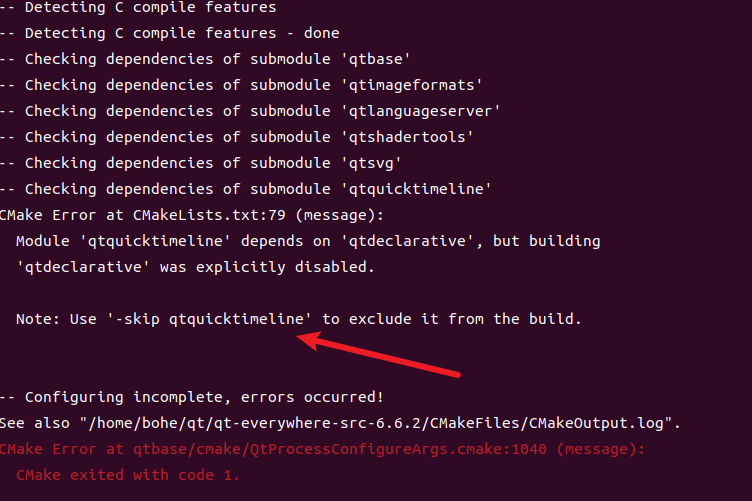 -- Detecting C compile features
-- Detecting C compile features - done
-- Checking dependencies of submodule 'qtbase'
-- Checking dependencies of submodule 'qtimageformats'
-- Checking dependencies of submodule 'qtlanguageserver'
-- Checking dependencies of submodule 'qtshadertools'
-- Checking dependencies of submodule 'qtsvg'
-- Checking dependencies of submodule 'qtquicktimeline'
CMake Error at CMakeLists.txt:79 (message):
  Module 'qtquicktimeline' depends on 'qtdeclarative', but building
  'qtdeclarative' was explicitly disabled.
  Note: Use '-skip qtquicktimeline' to exclude it from the build.
-- Configuring incomplete, errors occurred!
See also "/home/bohe/qt/qt-everywhere-src-6.6.2/CMakeFiles/CMakeOutput.log".
CMake Error at qtbase/cmake/QtProcessConfigureArgs.cmake:1040 (message):
  CMake exited with code 1.